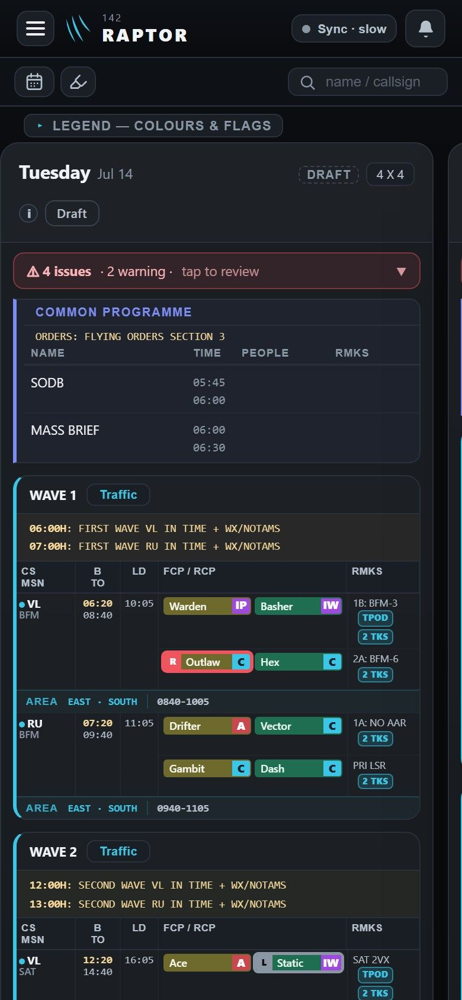 142
RAPTOR
Sync · slow
name / callsign
▸ LEGEND — COLOURS & FLAGS
Tuesday Jul 14
DRAFT
4 X 4
i
Draft
⚠ 4 issues · 2 warning · tap to review ▼
COMMON PROGRAMME
ORDERS: FLYING ORDERS SECTION 3
NAME TIME PEOPLE RMKS
SODB 05:45
06:00
MASS BRIEF 06:00
06:30
WAVE 1 Traffic
06:00H: FIRST WAVE VL IN TIME + WX/NOTAMS
07:00H: FIRST WAVE RU IN TIME + WX/NOTAMS
CS B LD FCP / RCP RMKS
MSN TO
VL 06:20 10:05 Warden IP Basher IW 1B: BFM-3
BFM 08:40 TPOD
2 TKS
R Outlaw C Hex C 2A: BFM-6
2 TKS
AREA EAST · SOUTH 0840-1005
RU 07:20 11:05 Drifter A Vector C 1A: NO AAR
BFM 09:40 2 TKS
Gambit C Dash C PRI LSR
2 TKS
AREA EAST · SOUTH 0940-1105
WAVE 2 Traffic
12:00H: SECOND WAVE VL IN TIME + WX/NOTAMS
13:00H: SECOND WAVE RU IN TIME + WX/NOTAMS
CS B LD FCP / RCP RMKS
MSN TO
VL 12:20 16:05 Ace A L Static IW SAT 2VX
SAT 14:40 TPOD
2 TKS